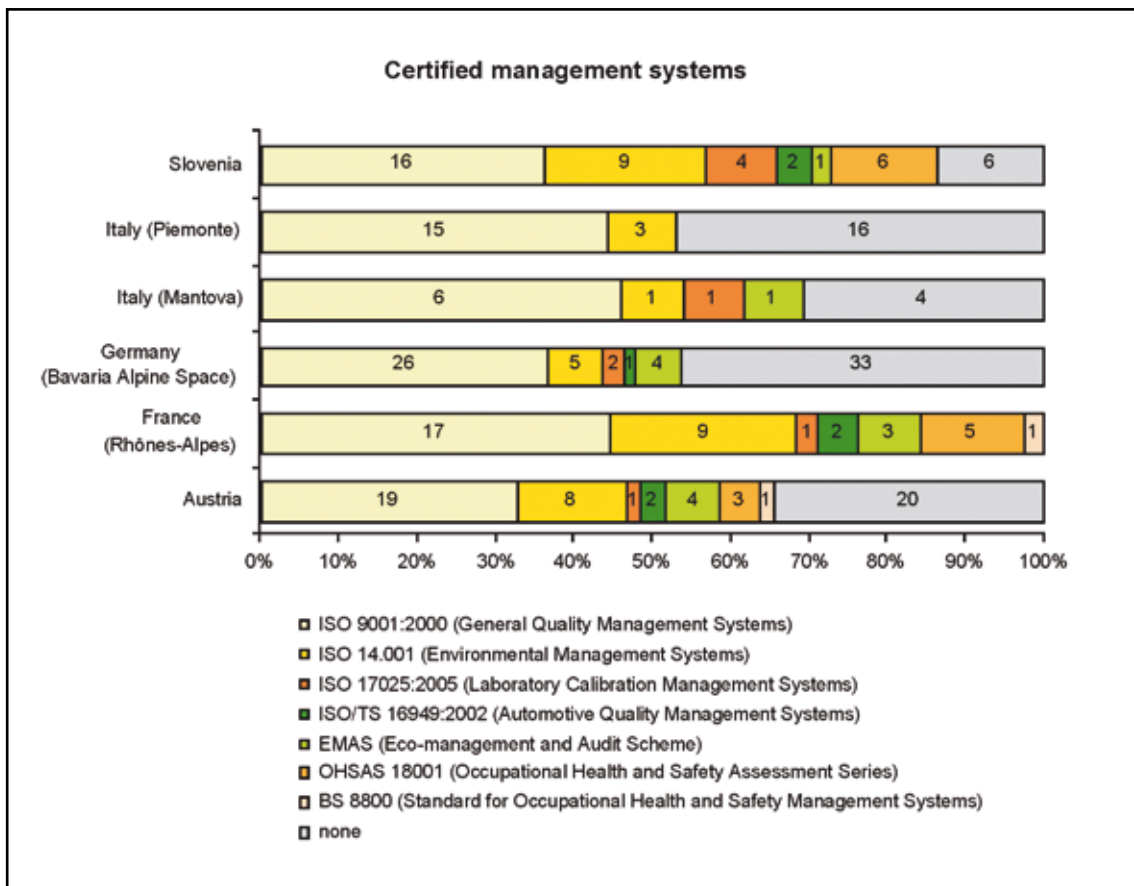 Certified management systems
Slovenia
16 9 4 2 1 6 6
Italy (Piemonte)
15 3 16
Italy (Mantova)
6 1 1 1 4
Germany
(Bavaria Alpine Space)
26 5 2 1 4 33
France
(Rhônes-Alpes)
17 9 1 2 3 5 1
Austria
19 8 1 2 4 3 1 20
0% 10% 20% 30% 40% 50% 60% 70% 80% 90% 100%
ISO 9001:2000 (General Quality Management Systems)
ISO 14.001 (Environmental Management Systems)
ISO 17025:2005 (Laboratory Calibration Management Systems)
ISO/TS 16949:2002 (Automotive Quality Management Systems)
EMAS (Eco-management and Audit Scheme)
OHSAS 18001 (Occupational Health and Safety Assessment Series)
BS 8800 (Standard for Occupational Health and Safety Management Systems)
none